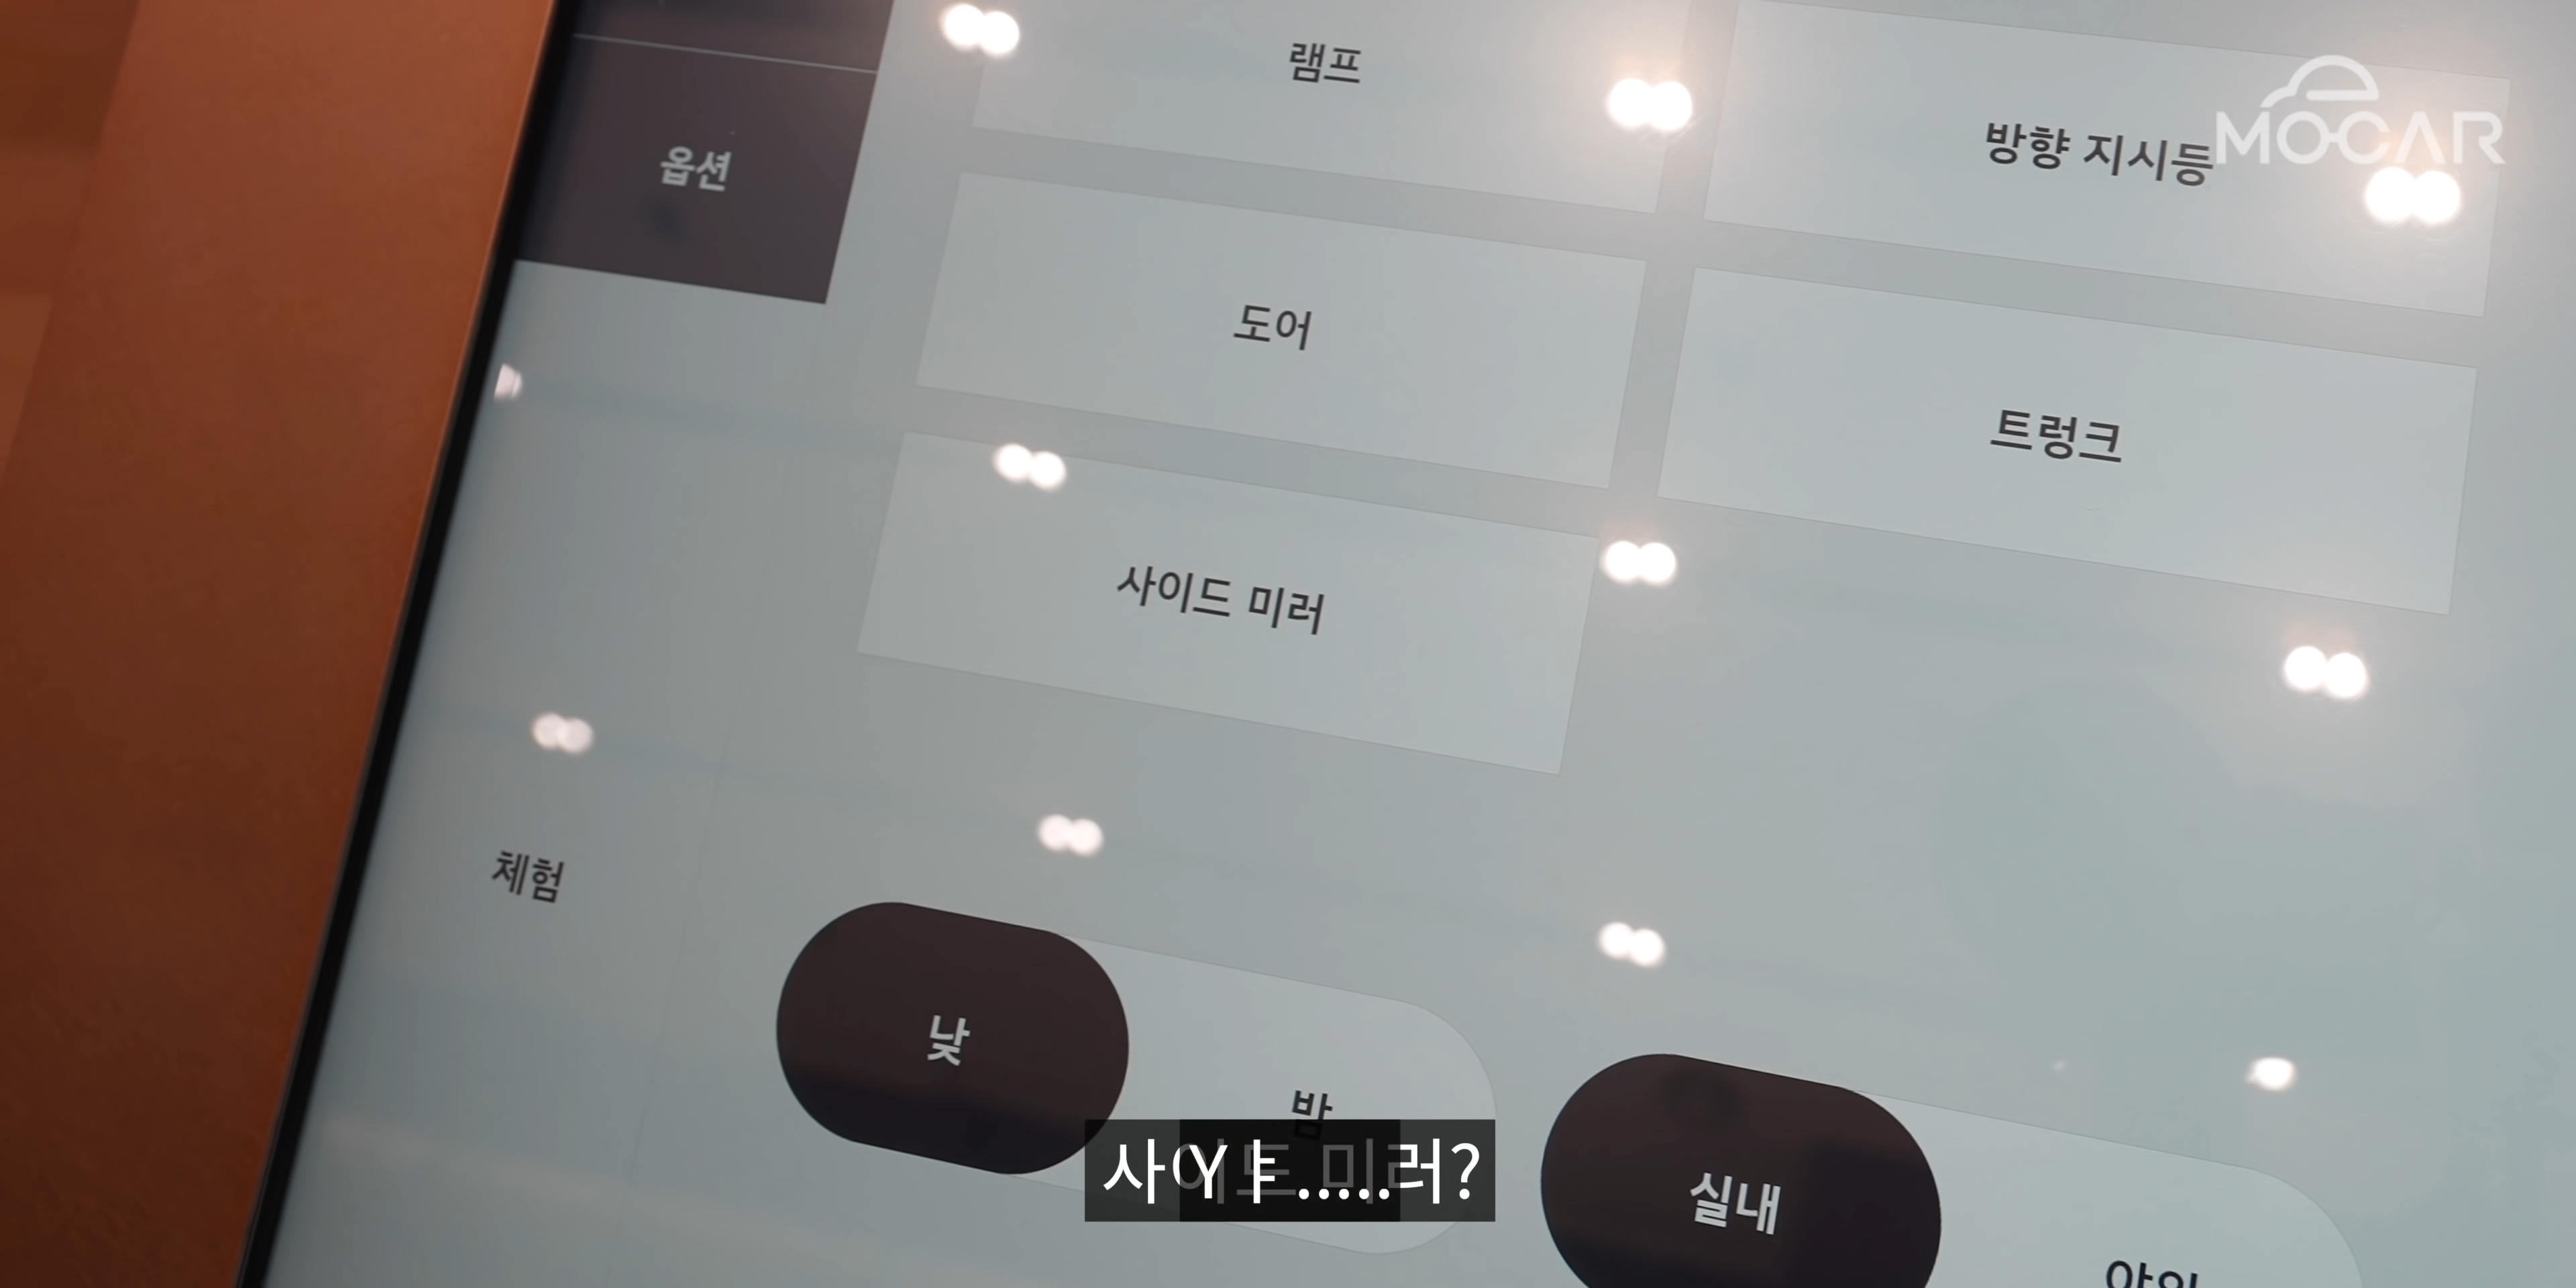 램프
방향 지시등
MOCAR
옵션
도어
트렁크
사이드 미러
체험
낮
밤
실내